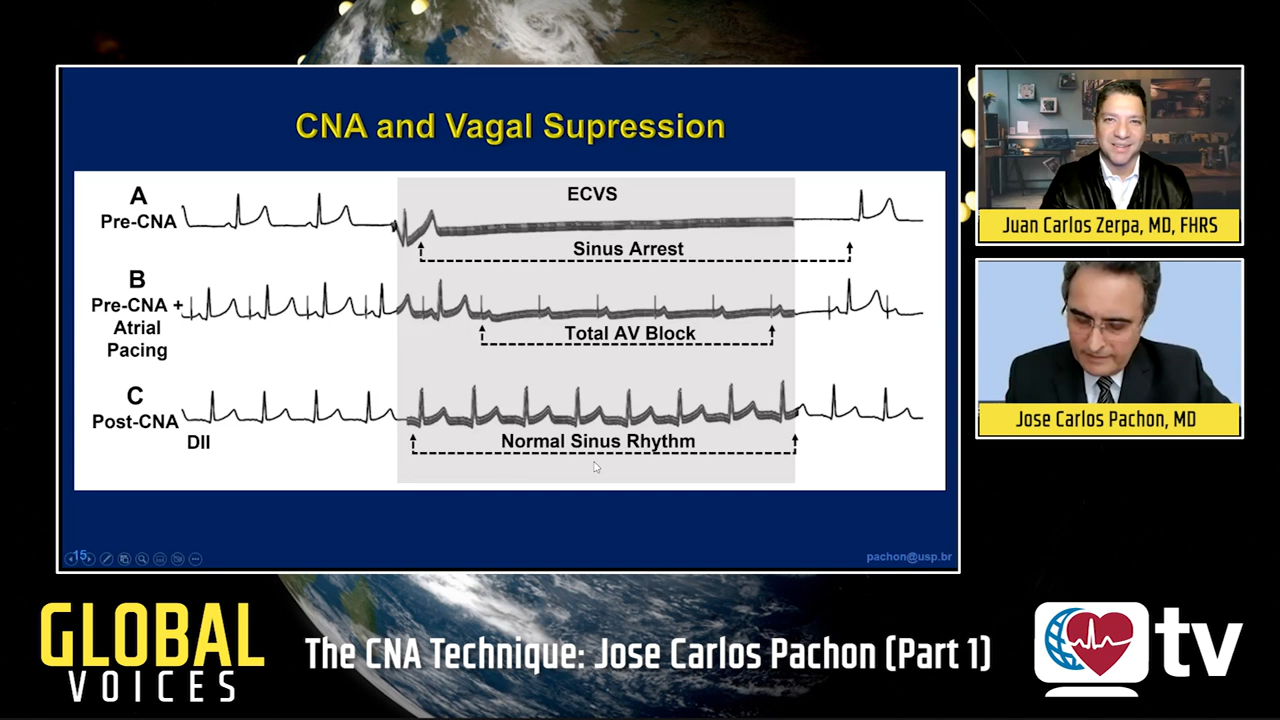 CNA and Vagal Supression
A
Pre-CNA
ECVS
Sinus Arrest
B
Pre-CNA +
Atrial
Pacing
Total AV Block
C
Post-CNA
DII
Normal Sinus Rhythm
15
pachon@usp.br
Juan Carlos Zerpa, MD, FHRS
Jose Carlos Pachon, MD
GLOBAL
VOICES
The CNA Technique: Jose Carlos Pachon (Part 1)
tv